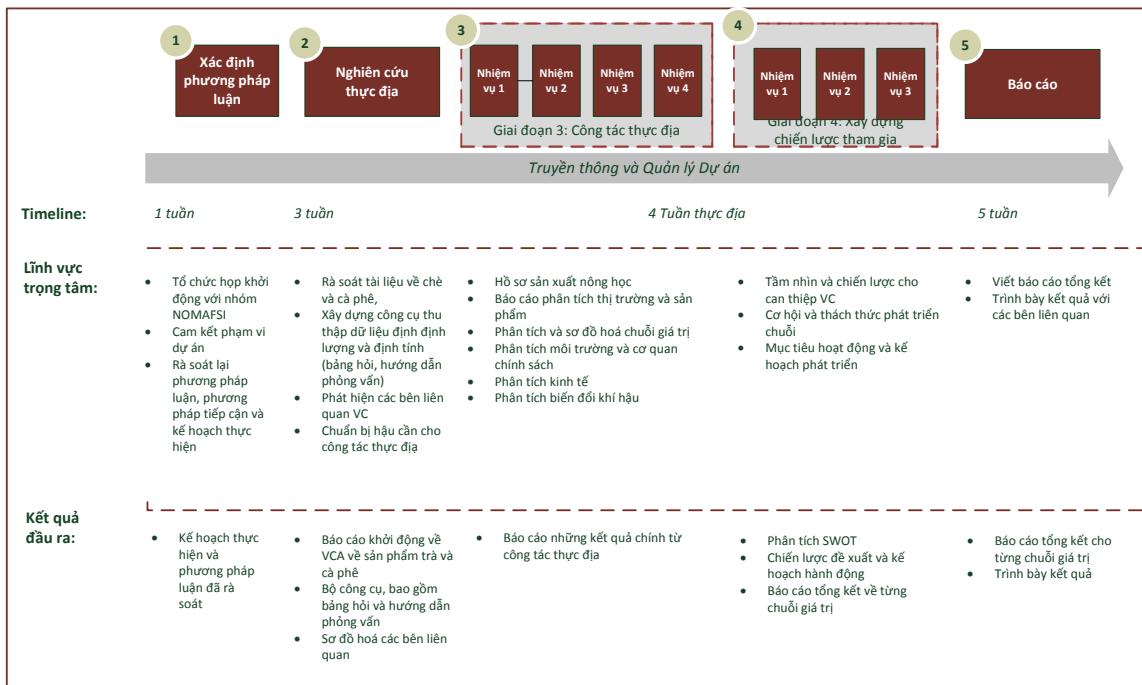 1
Xác định
phương pháp
luận
2
Nghiên cứu
thực địa
3
Nhiệm
vụ 1
Nhiệm
vụ 2
Nhiệm
vụ 3
Nhiệm
vụ 4
Giai đoạn 3: Công tác thực địa
4
Nhiệm
vụ 1
Nhiệm
vụ 2
Nhiệm
vụ 3
Giai đoạn 4: Xây dựng
chiến lược tham gia
5
Báo cáo
Truyền thông và Quản lý Dự án
Timeline:
1 tuần
3 tuần
4 Tuần thực địa
5 tuần
Lĩnh vực
trọng tâm:
• Tổ chức họp khởi
động với nhóm
NOMAFSI
• Cam kết phạm vi
dự án
• Rà soát lại
phương pháp
luận, phương
pháp tiếp cận và
kế hoạch thực
hiện
• Rà soát tài liệu về chè
và cà phê,
• Xây dựng công cụ thu
thập dữ liệu định định
lượng và định tính
(bảng hỏi, hướng dẫn
phỏng vấn)
• Phát hiện các bên liên
quan VC
• Chuẩn bị hậu cần cho
công tác thực địạ
• Hồ sơ sản xuất nông học
• Báo cáo phân tích thị trường và sản
phẩm
• Phân tích và sơ đồ hoá chuỗi giá trị
• Phân tích môi trường và cơ quan
chính sách
• Phân tích kinh tế
• Phân tích biến đổi khí hậu
• Tầm nhìn và chiến lược cho
can thiệp VC
• Cơ hội và thách thức phát triển
chuỗi
• Mục tiêu hoạt động và kế
hoạch phát triển
• Viết báo cáo tổng kết
• Trình bày kết quả với
các bên liên quan
Kết quả
đầu ra:
• Kế hoạch thực
hiện và
phương pháp
luận đã rà
soát
• Báo cáo khởi động về
VCA về sản phẩm trà và
cà phê
• Bộ công cụ, bao gồm
bảng hỏi và hướng dẫn
phỏng vấn
• Sơ đồ hoá các bên liên
quan
• Báo cáo những kết quả chính từ
công tác thực địa
• Phân tích SWOT
• Chiến lược đề xuất và kế
hoạch hành động
• Báo cáo tổng kết về từng
chuỗi giá trị
• Báo cáo tổng kết cho
từng chuỗi giá trị
• Trình bày kết quả